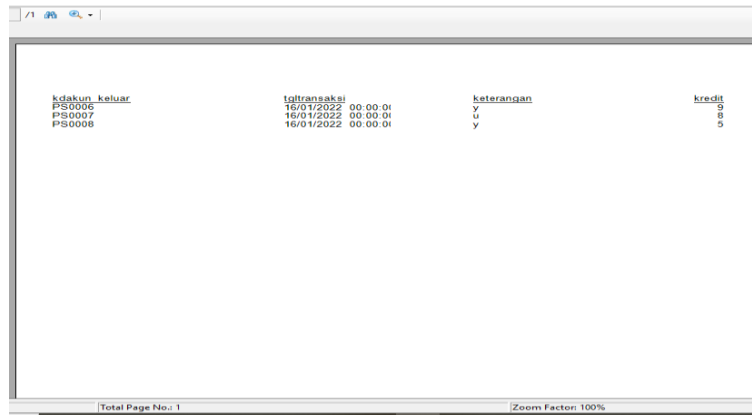 /1
kdakun_keluar tgltransaksi keterangan kredit
PS0006 16/01/2022 00:00:0 y 9
PS0007 16/01/2022 00:00:0 u 8
PS0008 16/01/2022 00:00:0 y 5
Total Page No.: 1 Zoom Factor: 100%